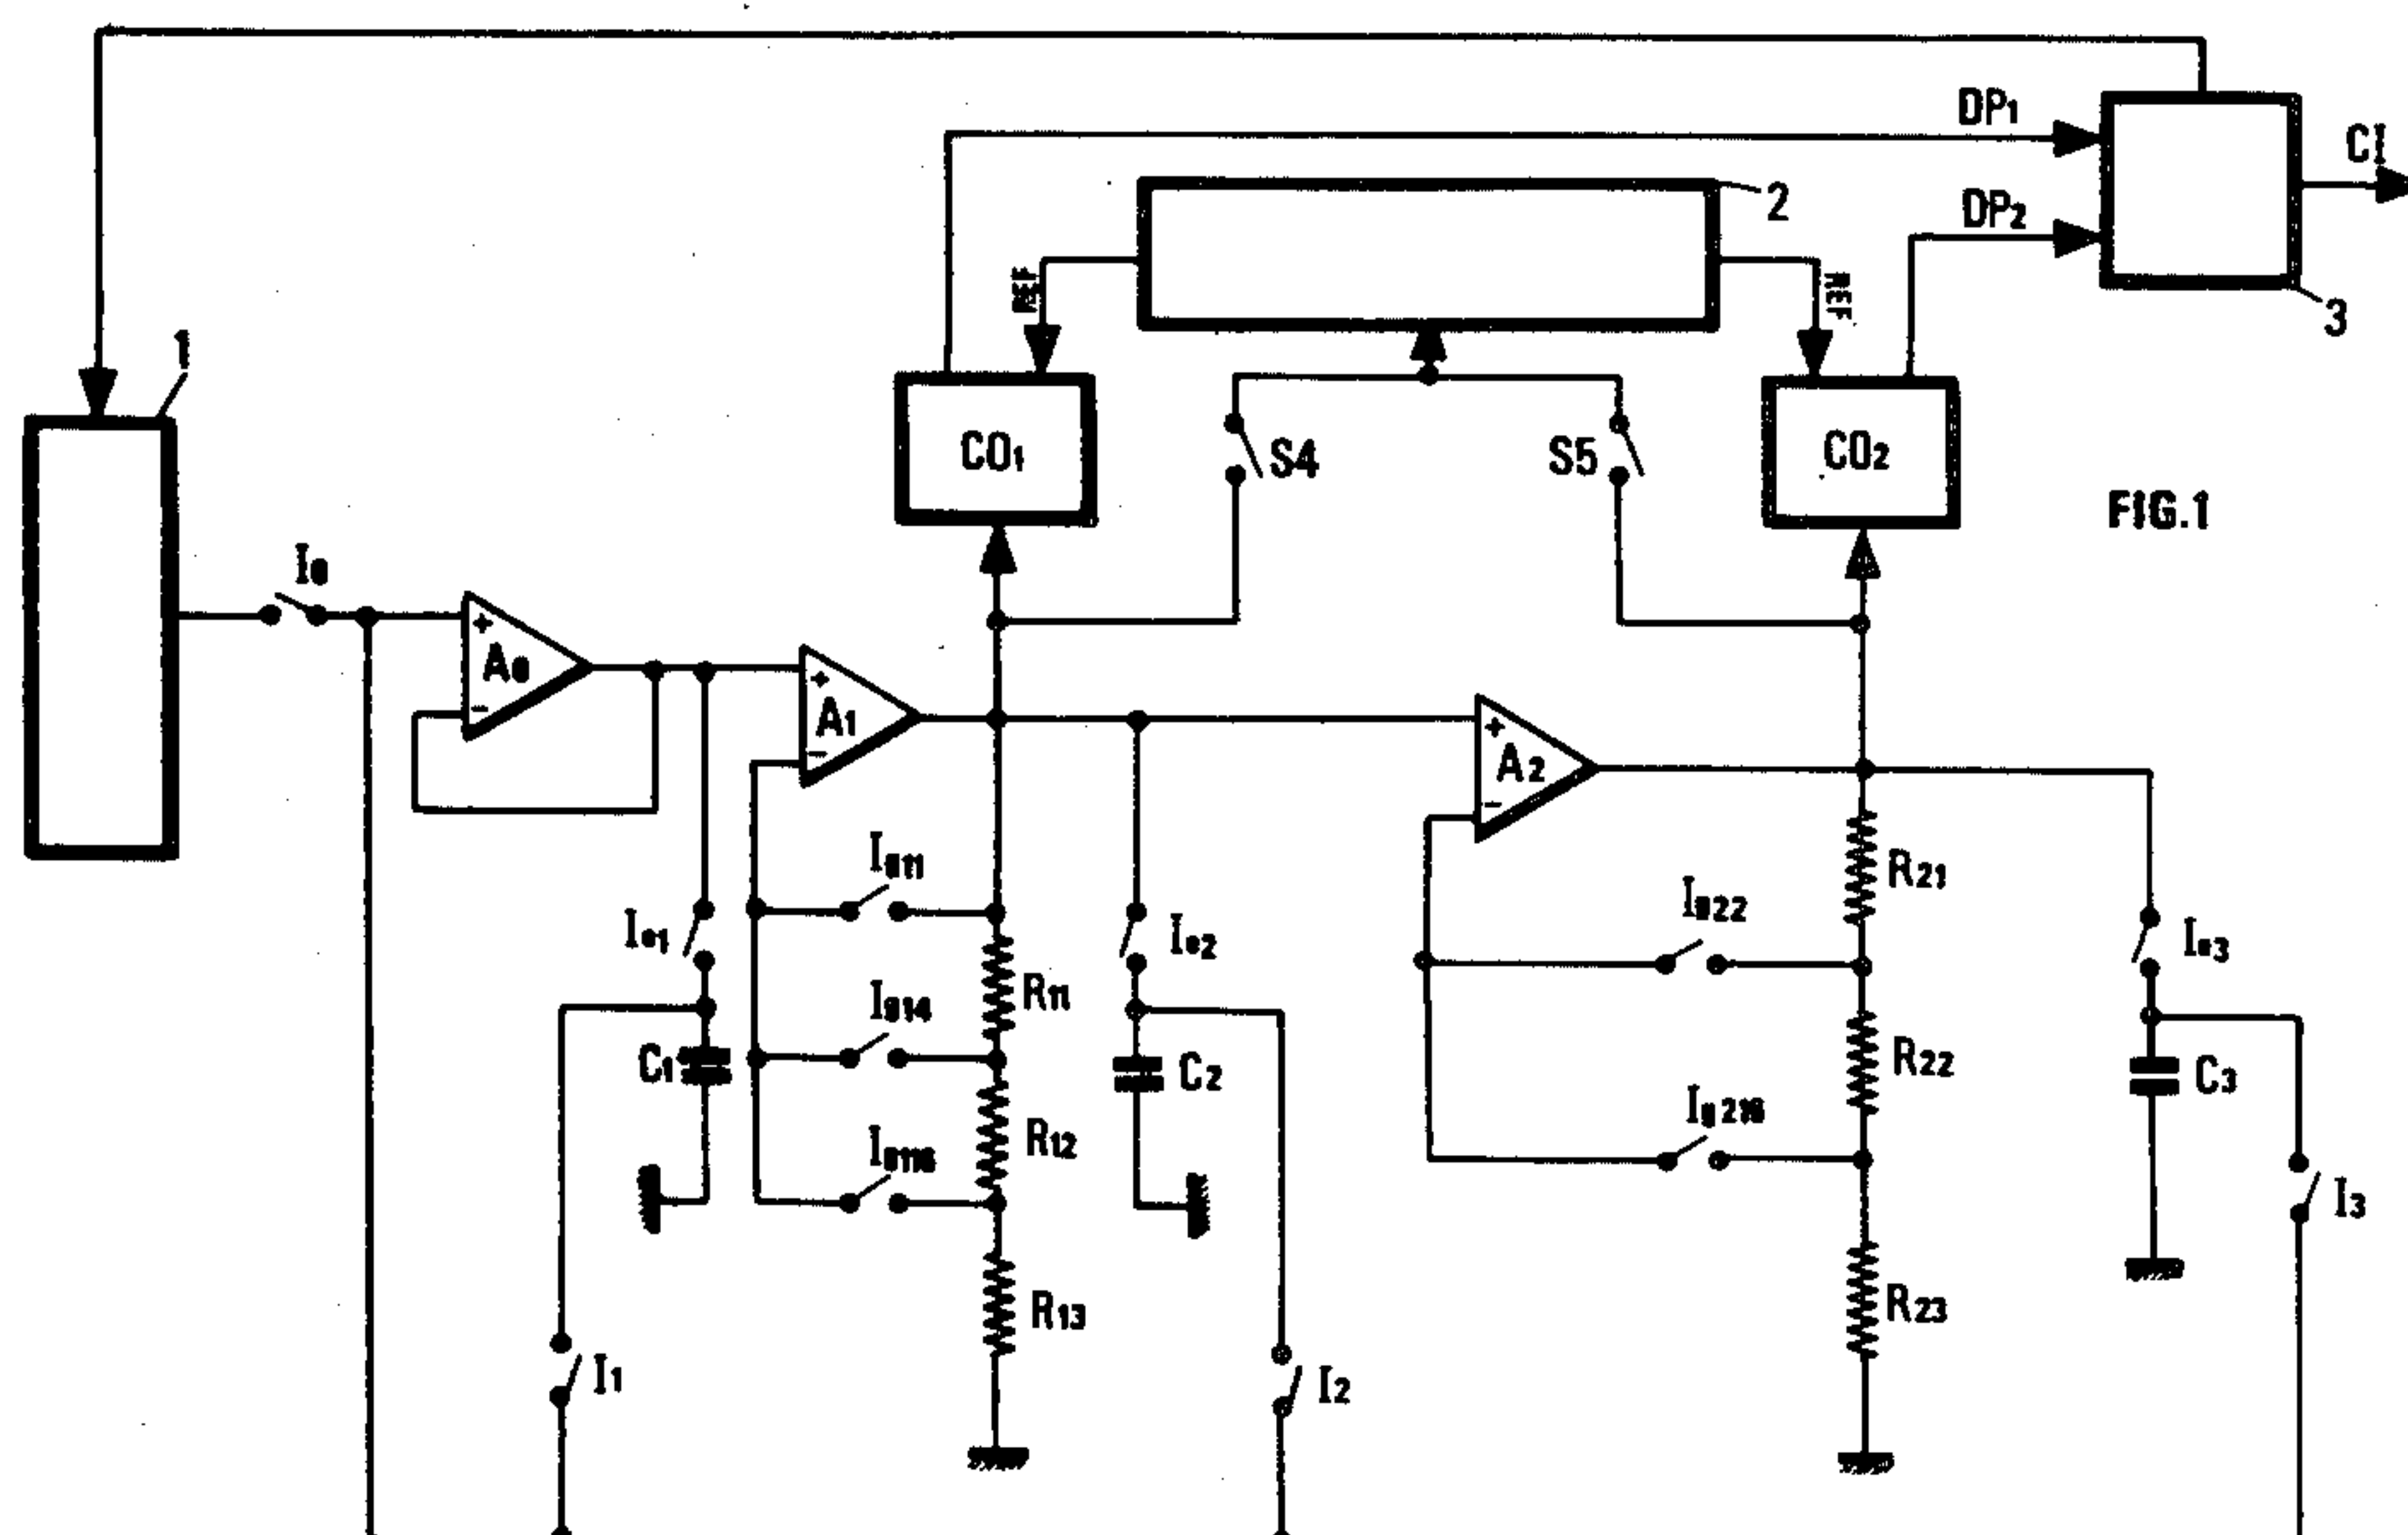 DP1
CI
DP2
2
REF
REF
3
1
CO1
S4
S5
CO2
FIG.1
I0
+
A0
-
+
A1
-
+
A2
-
Ig11
R21
Ig22
Ie1
Ie2
Ie3
R11
Ig14
C1
C2
R22
C3
R12
Ig216
Ig116
I3
R13
R23
I1
I2